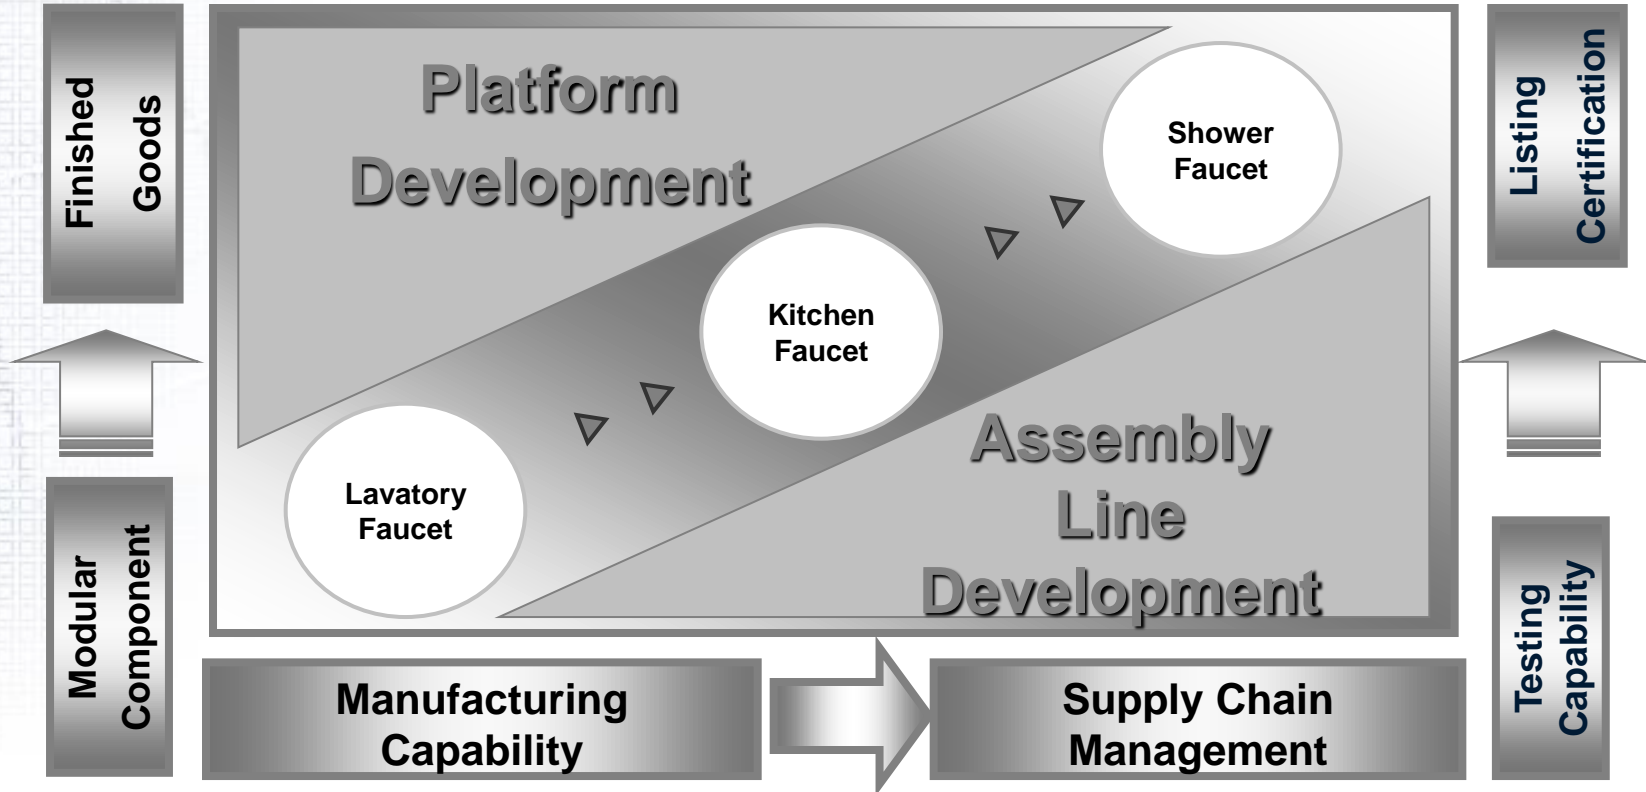 Finished
Goods
Platform
Development
Shower
Faucet
Listing
Certification
Kitchen
Faucet
Lavatory
Faucet
Assembly
Line
Development
Modular
Component
Manufacturing
Capability
Supply Chain
Management
Testing
Capability